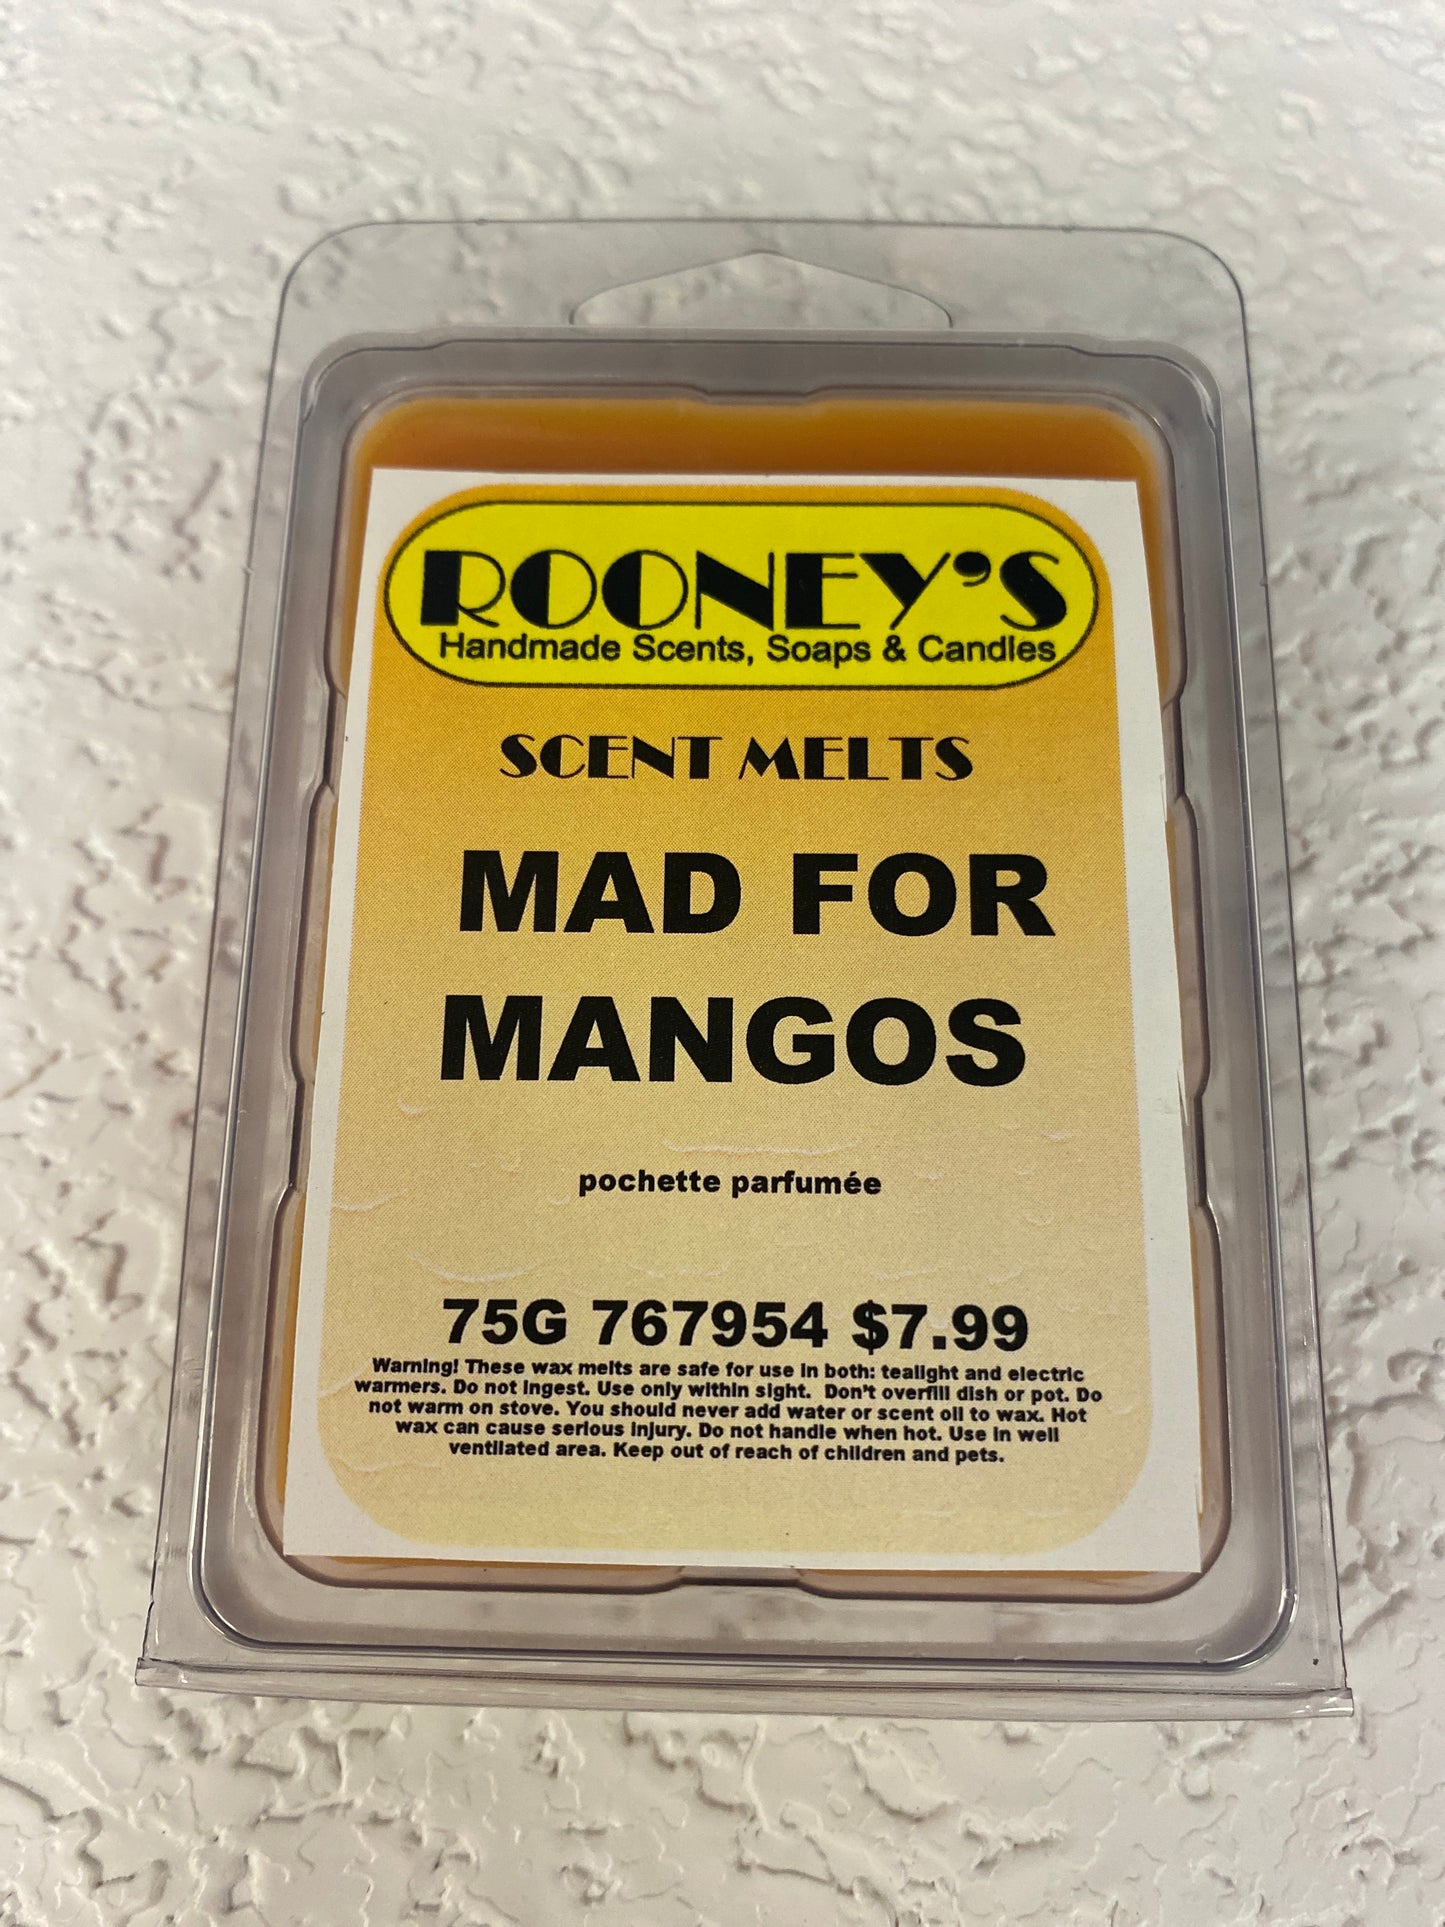 ROONEY'S
Handmade Scents, Soaps & Candles
SCENT MELTS
MAD FOR
MANGOS
pochette parfumée
75G 767954 $7.99
Warning! These wax melts are safe for use in both: tealight and electric
warmers. Do not ingest. Use only within sight. Don't overfill dish or pot. Do
not warm on stove. You should never add water or scent oil to wax. Hot
wax can cause serious injury. Do not handle when hot. Use in well
ventilated area. Keep out of reach of children and pets.